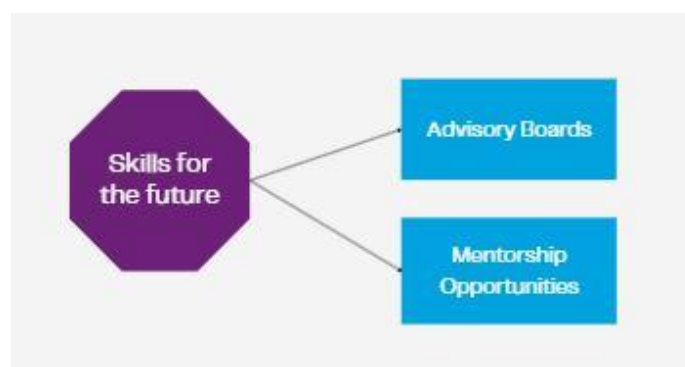 Skills for
the future
Advisory Boards
Mentorship
Opportunities